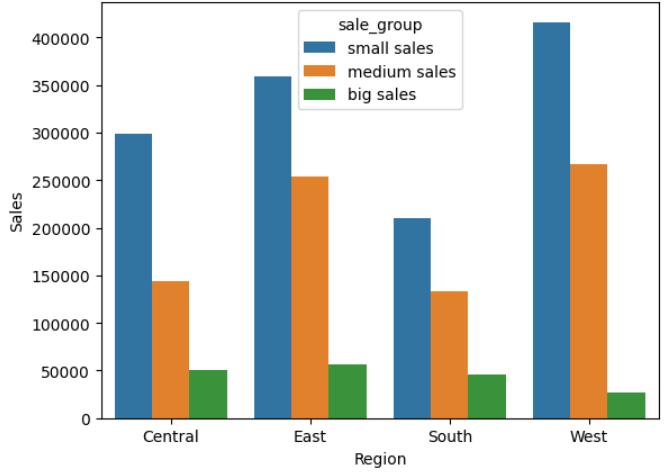 sale_group
small sales
medium sales
big sales
400000
350000
300000
250000
200000
150000
100000
50000
0
Sales
Central East South West
Region